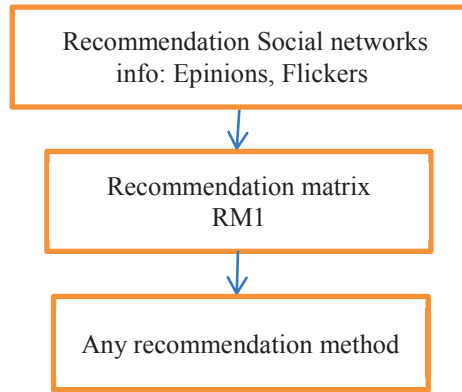 Recommendation Social networks
info: Epinions, Flickers
Recommendation matrix
RM1
Any recommendation method